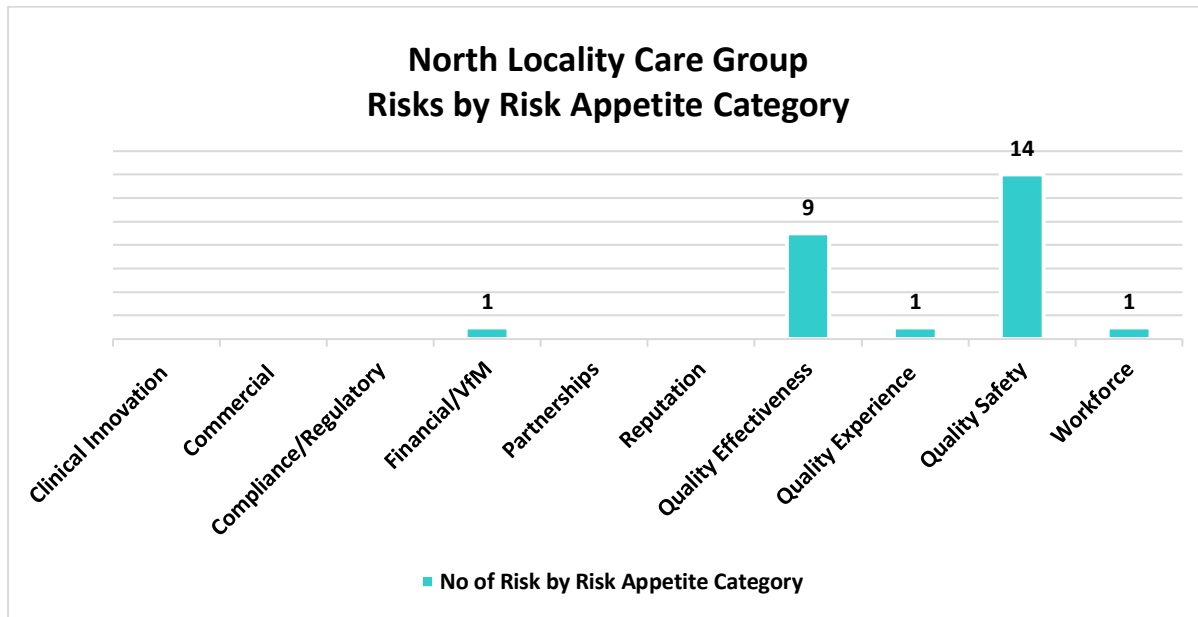 North Locality Care Group
Risks by Risk Appetite Category
14
9
1
1
1
Clinical Innovation
Commercial
Compliance/Regulatory
Financial/VfM
Partnerships
Reputation
Quality Effectiveness
Quality Experience
Quality Safety
Workforce
No of Risk by Risk Appetite Category